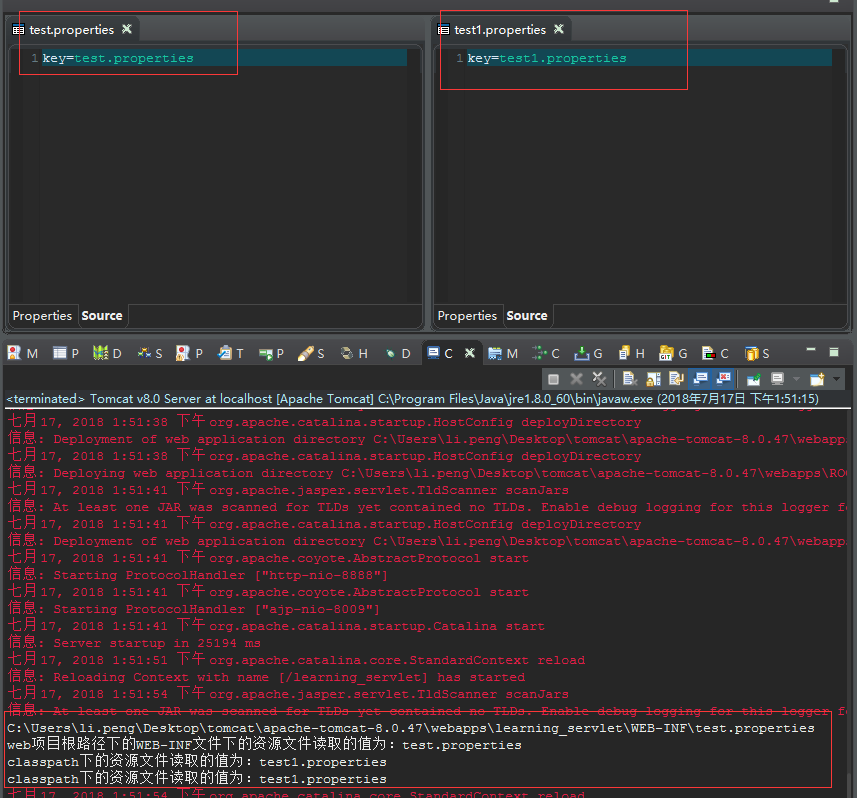 test.properties
test1.properties
1 key=test.properties
1 key=test1.properties
Properties Source
Properties Source
M P D S P T P S H D C M C G H G C S
<terminated> Tomcat v8.0 Server at localhost [Apache Tomcat] C:\Program Files\Java\jre1.8.0_60\bin\javaw.exe (2018年7月17日 下午1:51:15)
七月 17, 2018 1:51:38 下午 org.apache.catalina.startup.HostConfig deployDirectory
信息: Deployment of web application directory C:\Users\li.peng\Desktop\tomcat\apache-tomcat-8.0.47\webapps
七月 17, 2018 1:51:38 下午 org.apache.catalina.startup.HostConfig deployDirectory
信息: Deploying web application directory C:\Users\li.peng\Desktop\tomcat\apache-tomcat-8.0.47\webapps\ROO
七月 17, 2018 1:51:41 下午 org.apache.jasper.servlet.TldScanner scanJars
信息: At least one JAR was scanned for TLDs yet contained no TLDs. Enable debug logging for this logger fo
七月 17, 2018 1:51:41 下午 org.apache.catalina.startup.HostConfig deployDirectory
信息: Deployment of web application directory C:\Users\li.peng\Desktop\tomcat\apache-tomcat-8.0.47\webapps
七月 17, 2018 1:51:41 下午 org.apache.coyote.AbstractProtocol start
信息: Starting ProtocolHandler ["http-nio-8888"]
七月 17, 2018 1:51:41 下午 org.apache.coyote.AbstractProtocol start
信息: Starting ProtocolHandler ["ajp-nio-8009"]
七月 17, 2018 1:51:41 下午 org.apache.catalina.startup.Catalina start
信息: Server startup in 25194 ms
七月 17, 2018 1:51:51 下午 org.apache.catalina.core.StandardContext reload
信息: Reloading Context with name [/learning_servlet] has started
七月 17, 2018 1:51:54 下午 org.apache.jasper.servlet.TldScanner scanJars
信息: At least one JAR was scanned for TLDs yet contained no TLDs. Enable debug logging for this logger fo
C:\Users\li.peng\Desktop\tomcat\apache-tomcat-8.0.47\webapps\learning_servlet\WEB-INF\test.properties
web项目根路径下的WEB-INF文件下的资源文件读取的值为：test.properties
classpath下的资源文件读取的值为：test1.properties
classpath下的资源文件读取的值为：test1.properties
七月 17, 2018 1:51:54 下午 org.apache.catalina.core.StandardContext reload